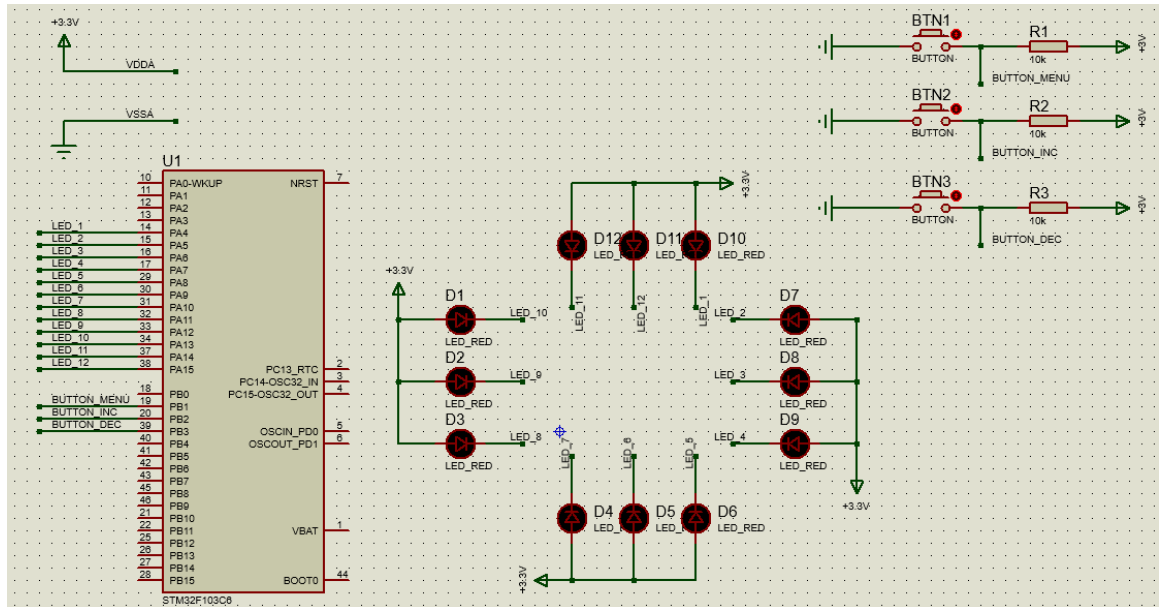 +3.3V
VDDA
VSSA
U1
10 PA0-WKUP
11 PA1
12 PA2
13 PA3
LED_1 14 PA4
LED_2 15 PA5
LED_3 16 PA6
LED_4 17 PA7
LED_5 29 PA8
LED_6 30 PA9
LED_7 31 PA10
LED_8 32 PA11
LED_9 33 PA12
LED_10 34 PA13
LED_11 37 PA14
LED_12 38 PA15
18 PB0
BUTTON_MENU 19 PB1
BUTTON_INC 20 PB2
BUTTON_DEC 39 PB3
40 PB4
41 PB5
42 PB6
43 PB7
45 PB8
46 PB9
21 PB10
22 PB11
25 PB12
26 PB13
27 PB14
28 PB15
NRST 7
PC13_RTC 2
PC14-OSC32_IN 3
PC15-OSC32_OUT 4
OSCIN_PD0 5
OSCOUT_PD1 6
VBAT 1
BOOT0 44
STM32F103C6
+3.3V
D1
LED_10
LED_RED
D2
LED_9
LED_RED
D3
LED_8
LED_RED
+3.3V
D12
LED_
D11
LED_
D10
LED_RED
LED_11
LED_12
LED_1
LED_2
D7
LED_RED
LED_3
D8
LED_RED
LED_4
D9
LED_RED
+3.3V
LED_7
LED_6
LED_5
D4
LED_
D5
LED_
D6
LED_RED
+3.3V
BTN1
BUTTON
R1
10k
+3V
BUTTON_MENU
BTN2
BUTTON
R2
10k
+3V
BUTTON_INC
BTN3
BUTTON
R3
10k
+3V
BUTTON_DEC